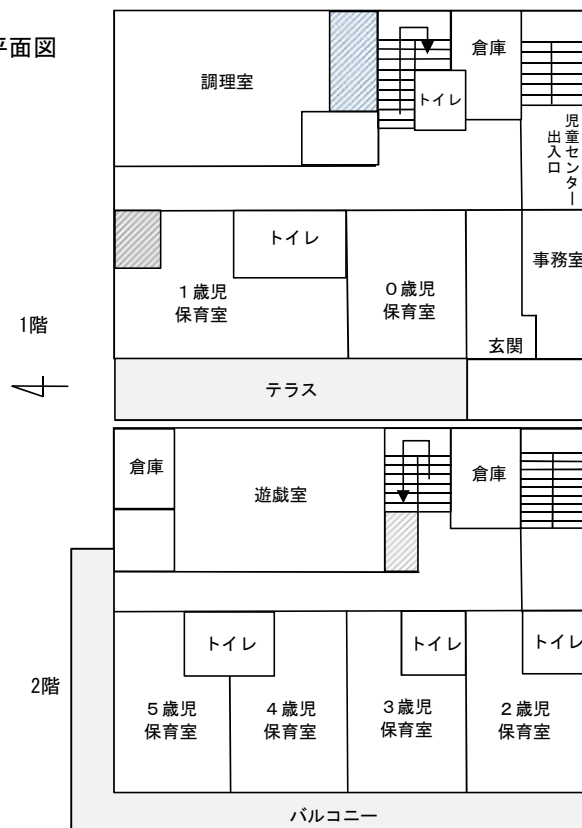 平面図
調理室
倉庫
トイレ
児童センター
出入口
トイレ
1歳児
保育室
0歳児
保育室
事務室
1階
玄関
テラス
倉庫
遊戯室
倉庫
トイレ
トイレ
トイレ
2階
5歳児
保育室
4歳児
保育室
3歳児
保育室
2歳児
保育室
バルコニー